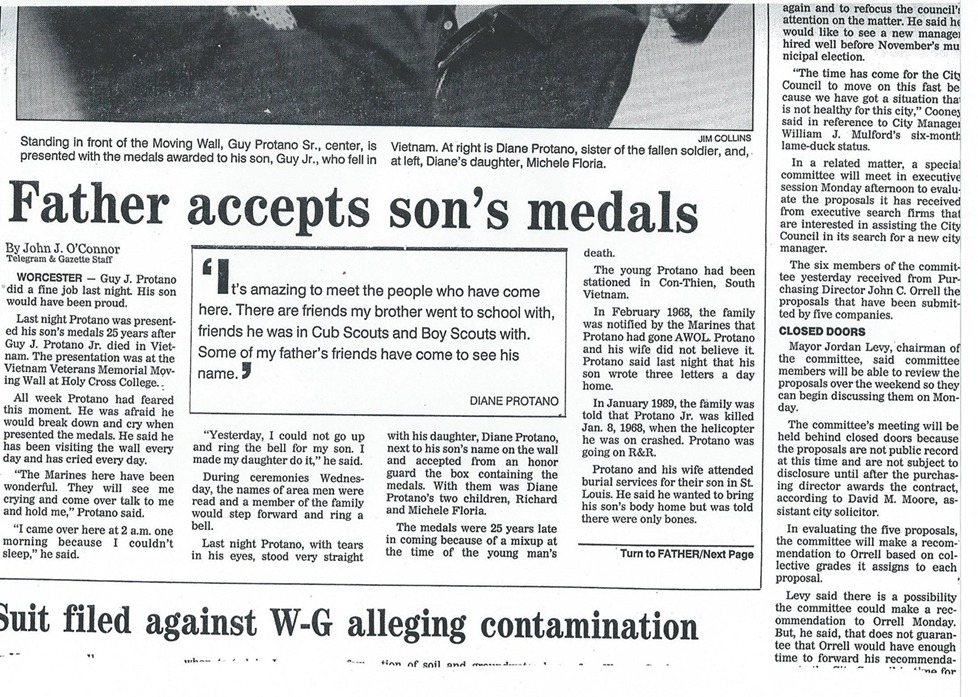 JIM COLLINS
Standing in front of the Moving Wall, Guy Protano Sr., center, is
presented with the medals awarded to his son, Guy Jr., who fell in
Vietnam. At right is Diane Protano, sister of the fallen soldier, and,
at left, Diane's daughter, Michele Floria.
Father accepts son's medals
By John J. O'Connor
Telegram & Gazette Staff
WORCESTER — Guy J. Protano
did a fine job last night. His son
would have been proud.
Last night Protano was present-
ed his son's medals 25 years after
Guy J. Protano Jr. died in Viet-
nam. The presentation was at the
Vietnam Veterans Memorial Mov-
ing Wall at Holy Cross College.
All week Protano had feared
this moment. He was afraid he
would break down and cry when
presented the medals. He said he
has been visiting the wall every
day and has cried every day.
"The Marines here have been
wonderful. They will see me
crying and come over talk to me
and hold me," Protano said.
"I came over here at 2 a.m. one
morning because I couldn't
sleep," he said.
'It's amazing to meet the people who have come
here. There are friends my brother went to school with,
friends he was in Cub Scouts and Boy Scouts with.
Some of my father's friends have come to see his
name.'
DIANE PROTANO
"Yesterday, I could not go up
and ring the bell for my son. I
made my daughter do it," he said.
During ceremonies Wednes-
day, the names of area men were
read and a member of the family
would step forward and ring a
bell.
Last night Protano, with tears
in his eyes, stood very straight
with his daughter, Diane Protano,
next to his son's name on the wall
and accepted from an honor
guard the box containing the
medals. With them was Diane
Protano's two children, Richard
and Michele Floria.
The medals were 25 years late
in coming because of a mixup at
the time of the young man's
death.
The young Protano had been
stationed in Con-Thien, South
Vietnam.
In February 1968, the family
was notified by the Marines that
Protano had gone AWOL. Protano
and his wife did not believe it.
Protano said last night that his
son wrote three letters a day
home.
In January 1989, the family was
told that Protano Jr. was killed
Jan. 8, 1968, when the helicopter
he was on crashed. Protano was
going on R&R.
Protano and his wife attended
burial services for their son in St.
Louis. He said he wanted to bring
his son's body home but was told
there were only bones.
Turn to FATHER/Next Page
again and to refocus the council's
attention on the matter. He said he
would like to see a new manager
hired well before November's mu
nicipal election.
"The time has come for the City
Council to move on this fast be
cause we have got a situation that
is not healthy for this city," Cooney
said in reference to City Manager
William J. Mulford's six-month
lame-duck status.
In a related matter, a special
committee will meet in executive
session Monday afternoon to evalu-
ate the proposals it has received
from executive search firms that
are interested in assisting the City
Council in its search for a new city
manager.
The six members of the commit-
tee yesterday received from Pur-
chasing Director John C. Orrell the
proposals that have been submit-
ted by five companies.
CLOSED DOORS
Mayor Jordan Levy, chairman of
the committee, said committee
members will be able to review the
proposals over the weekend so they
can begin discussing them on Mon-
day.
The committee's meeting will be
held behind closed doors because
the proposals are not public record
at this time and are not subject to
disclosure until after the purchas-
ing director awards the contract,
according to David M. Moore, as-
sistant city solicitor.
In evaluating the five proposals,
the committee will make a recom-
mendation to Orrell based on col-
lective grades it assigns to each
proposal.
Levy said there is a possibility
the committee could make a rec-
ommendation to Orrell Monday.
But, he said, that does not guaran-
tee that Orrell would have enough
time to forward his recommenda-
Suit filed against W-G alleging contamination
tion of soil and